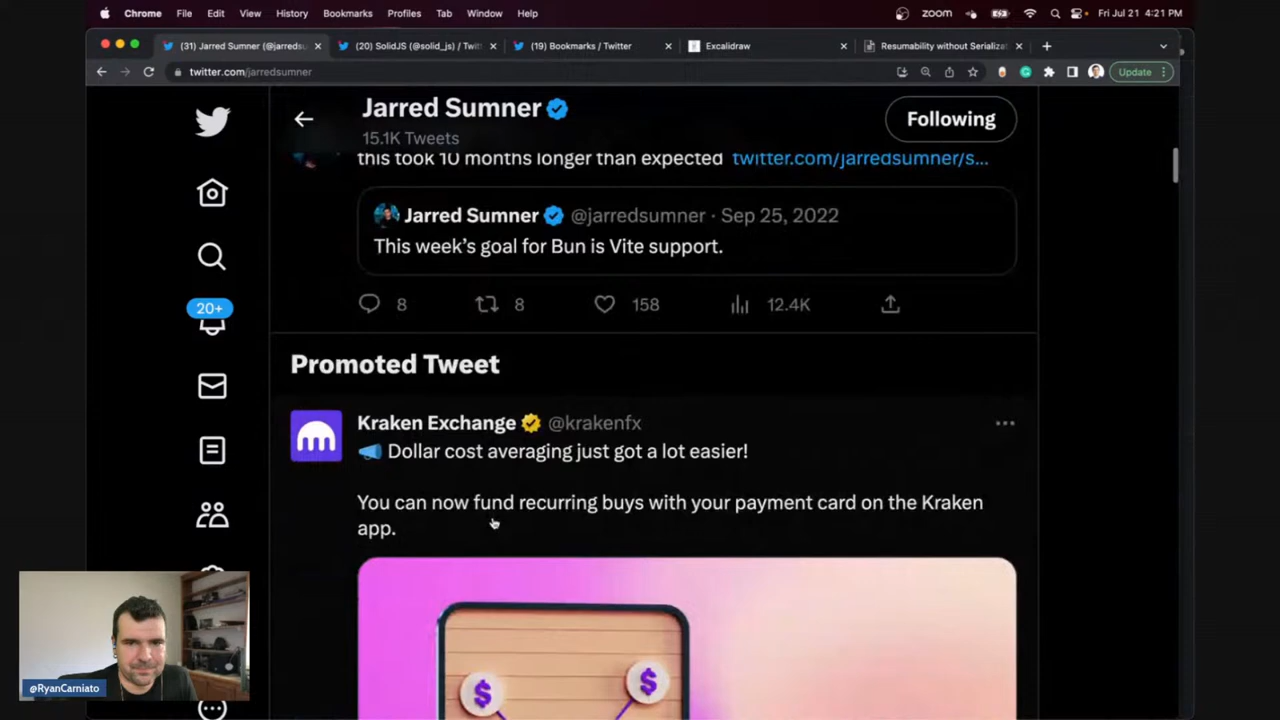 Chrome File Edit View History Bookmarks Profiles Tab Window Help
zoom Fri Jul 21 4:21 PM
(31) Jarred Sumner (@jarreds
(20) SolidJS (@solid_js) / Twitt
(19) Bookmarks / Twitter
Excalidraw
Resumability without Serializat
twitter.com/jarredsumner
Update
Jarred Sumner
15.1K Tweets
Following
this took 10 months longer than expected twitter.com/jarredsumner/s...
Jarred Sumner @jarredsumner · Sep 25, 2022
This week's goal for Bun is Vite support.
8 8 158 12.4K
20+
Promoted Tweet
Kraken Exchange @krakenfx
Dollar cost averaging just got a lot easier!
You can now fund recurring buys with your payment card on the Kraken
app.
$ $
@RyanCarniato